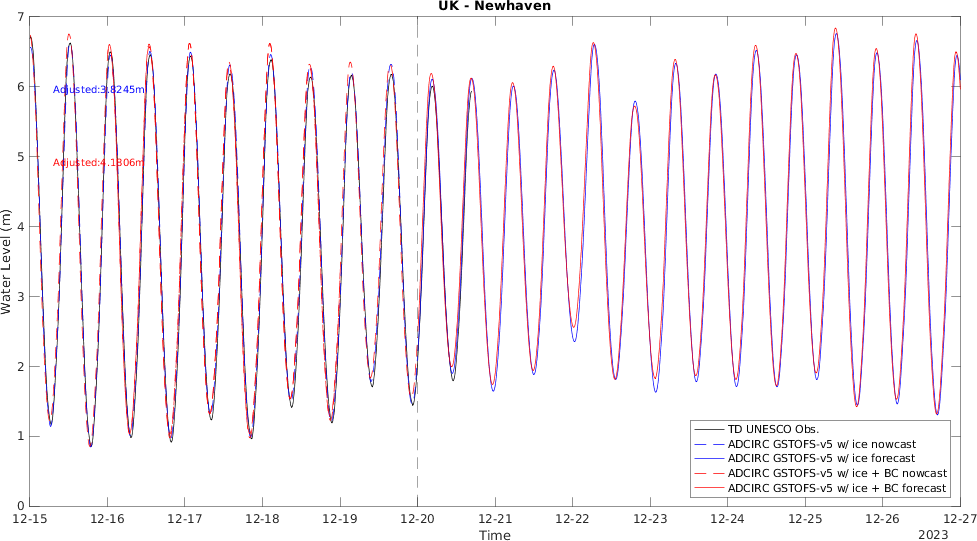 UK - Newhaven
7
6
5
4
3
2
1
0
Water Level (m)
Adjusted:3.8245m
Adjusted:4.1306m
TD UNESCO Obs.
ADCIRC GSTOFS-v5 w/ ice nowcast
ADCIRC GSTOFS-v5 w/ ice forecast
ADCIRC GSTOFS-v5 w/ ice + BC nowcast
ADCIRC GSTOFS-v5 w/ ice + BC forecast
12-15 12-16 12-17 12-18 12-19 12-20 12-21 12-22 12-23 12-24 12-25 12-26 12-27
Time
2023